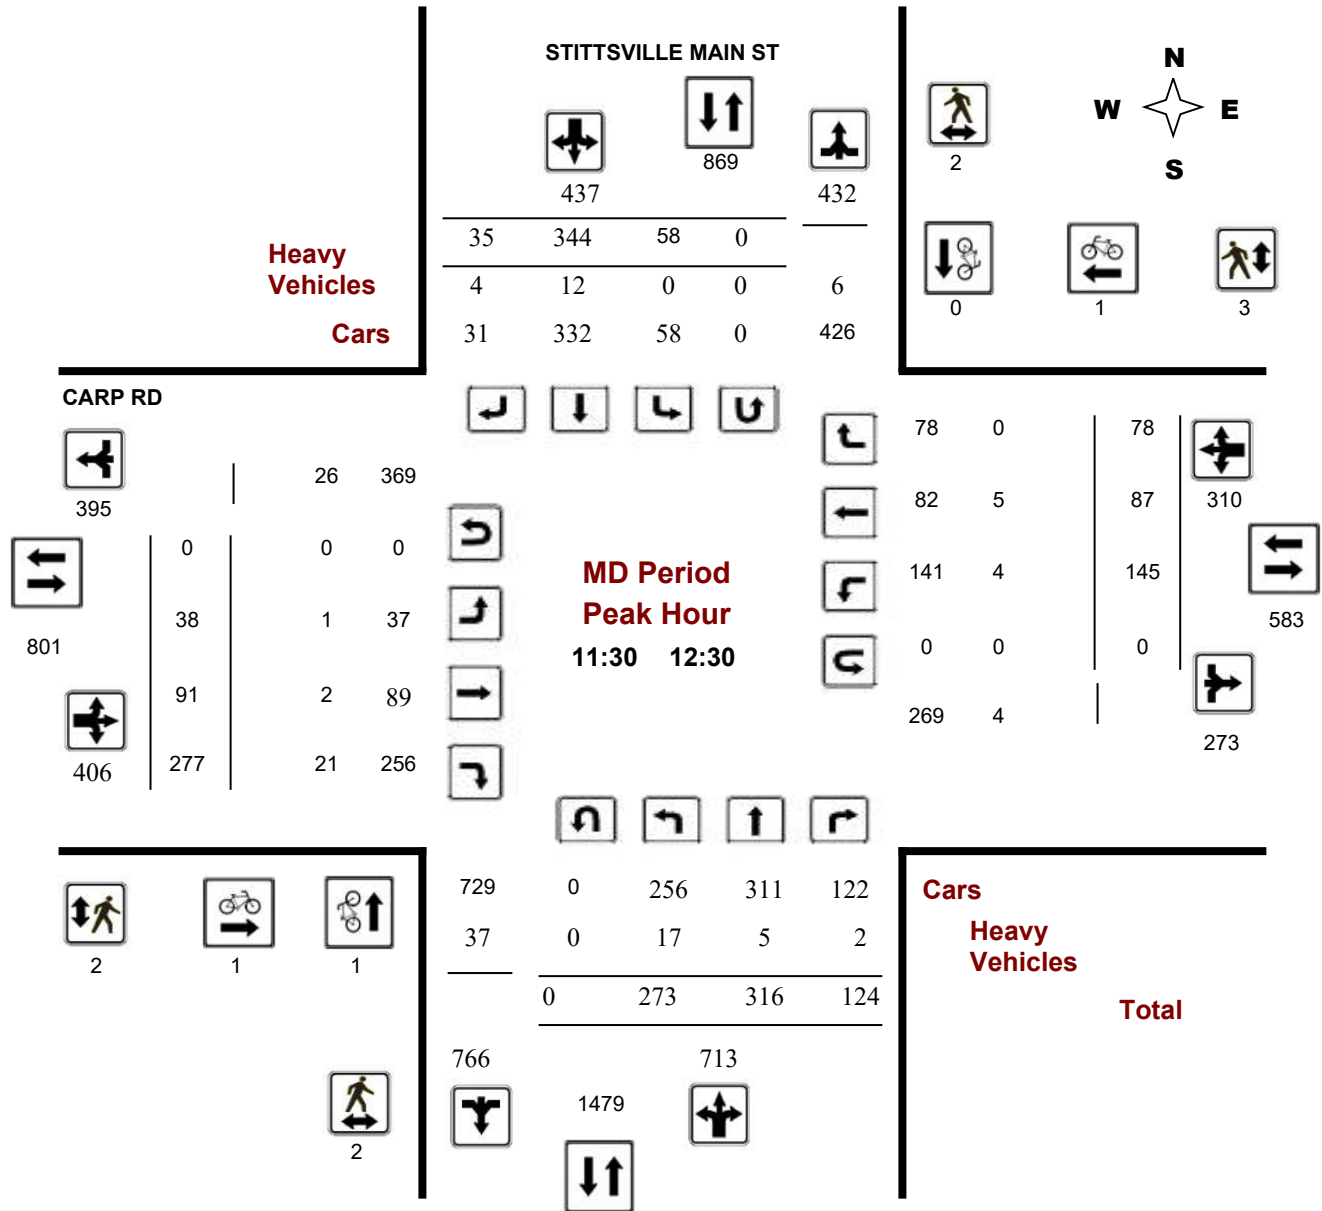 STITTSVILLE MAIN ST
N
W E
S
869
2
437
432
35 344 58 0
Heavy
Vehicles
4 12 0 0 6
0 1 3
Cars
31 332 58 0 426
CARP RD
78 0 78
26 369
395
82 5 87 310
0 0 0
MD Period
141 4 145
Peak Hour
38 1 37
583
801
11:30 12:30
0 0 0
91 2 89
269 4
273
406
277 21 256
729 0 256 311 122
Cars
37 0 17 5 2
Heavy
Vehicles
2 1 1
0 273 316 124
Total
766 713
1479
2